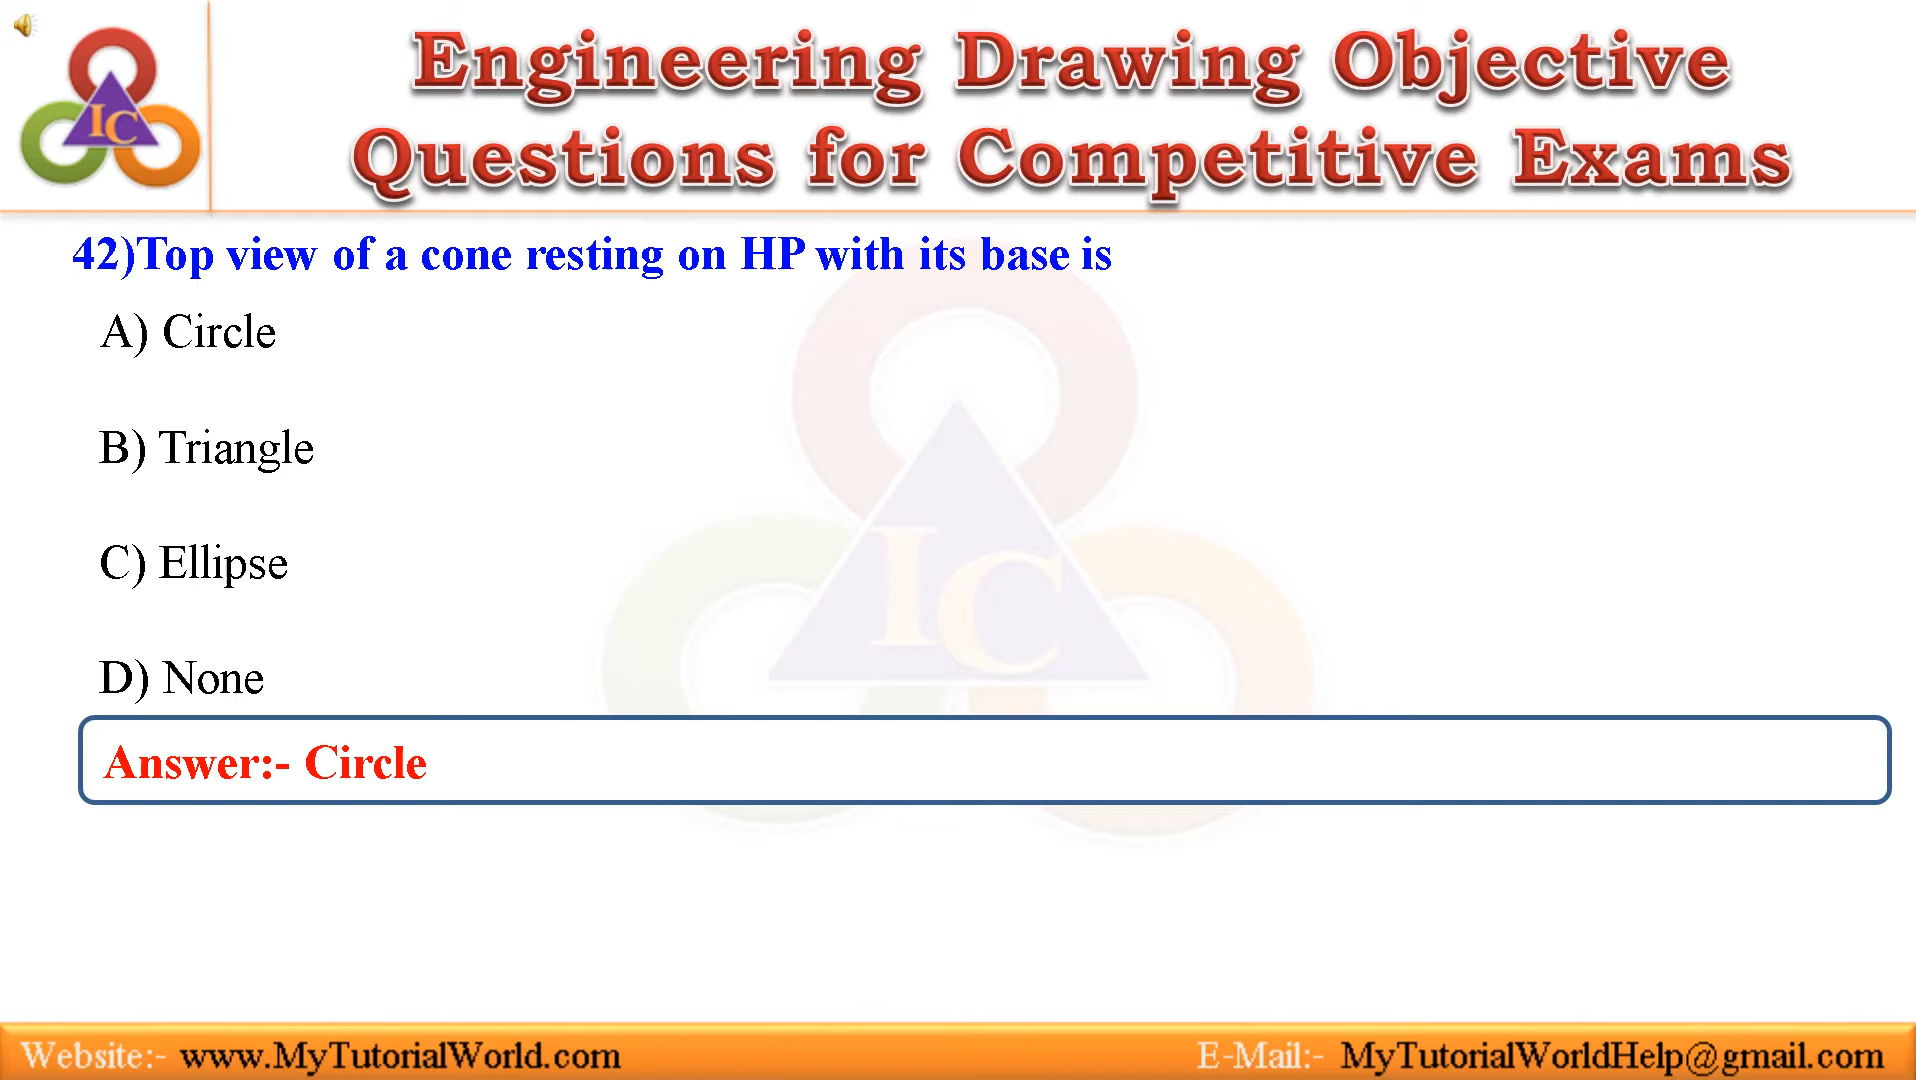 IC
Engineering Drawing Objective
Questions for Competitive Exams
42)Top view of a cone resting on HP with its base is
A) Circle
B) Triangle
C) Ellipse
D) None
Answer:- Circle
IC
Website:- www.MyTutorialWorld.com
E-Mail:- MyTutorialWorldHelp@gmail.com